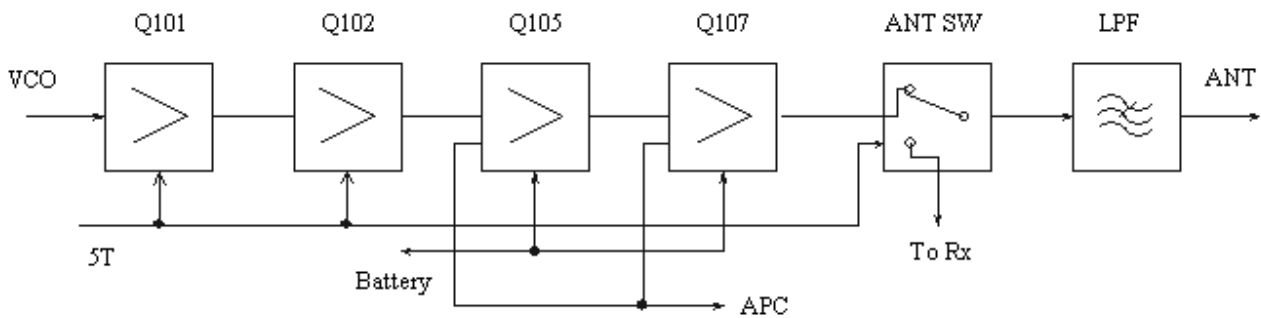 Q101 Q102 Q105 Q107 ANT SW LPF
VCO
ANT
5T
Battery
To Rx
APC